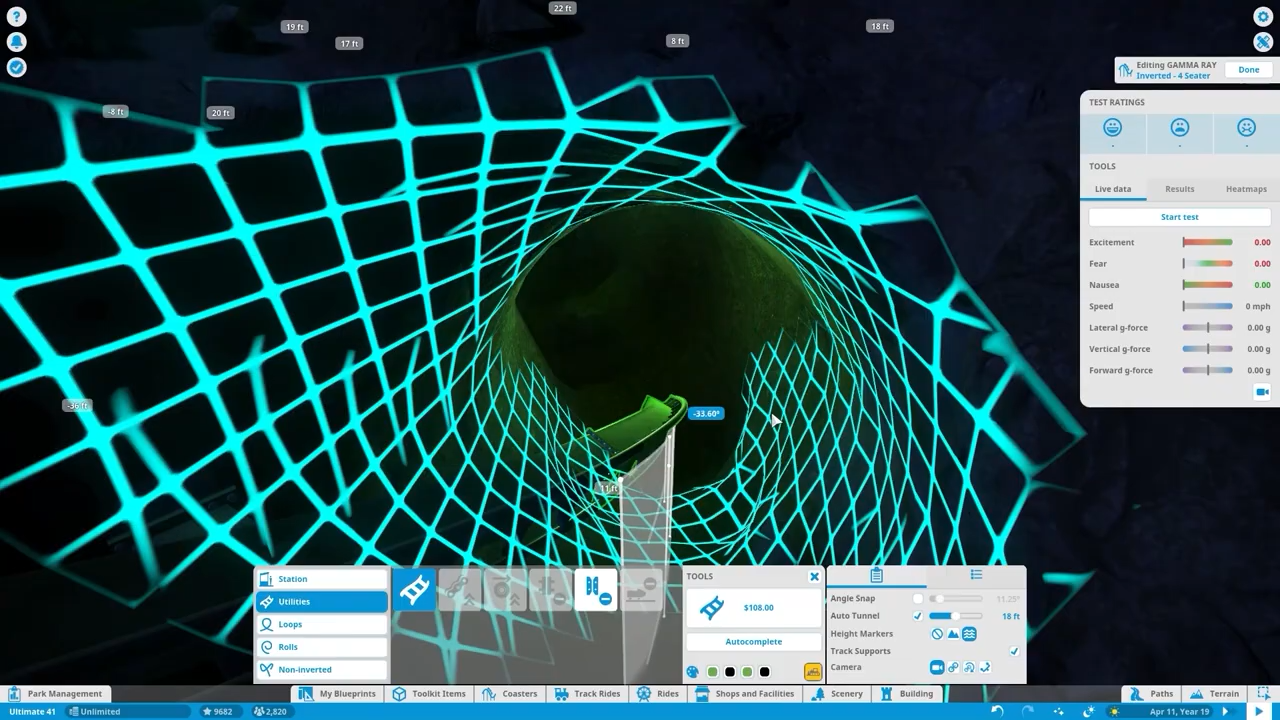 22 ft
19 ft
18 ft
17 ft
8 ft
-8 ft
20 ft
?
Editing GAMMA RAY
Inverted - 4 Seater
Done
TEST RATINGS
-
-
-
TOOLS
Live data
Results
Heatmaps
Start test
Excitement
0.00
Fear
0.00
Nausea
0.00
Speed
0 mph
Lateral g-force
0.00 g
Vertical g-force
0.00 g
Forward g-force
0.00 g
-33.60°
11 ft
Station
Utilities
Loops
Rolls
Non-inverted
TOOLS
$108.00
Autocomplete
Angle Snap
11.25°
Auto Tunnel
18 ft
Height Markers
Track Supports
Camera
Park Management
My Blueprints
Toolkit Items
Coasters
Track Rides
Rides
Shops and Facilities
Scenery
Building
Paths
Terrain
Ultimate 41
Unlimited
9682
2,820
Apr 11, Year 19